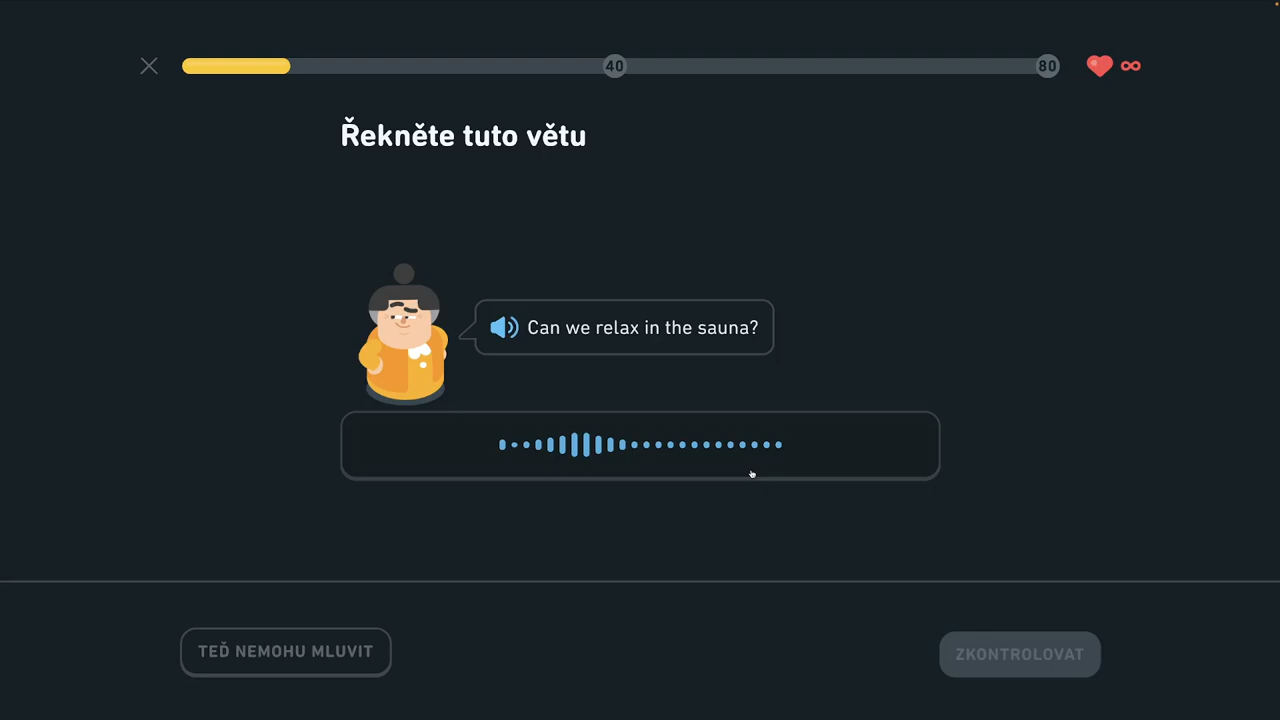 40
80
∞
Řekněte tuto větu
Can we relax in the sauna?
TEĎ NEMOHU MLUVIT
ZKONTROLOVAT